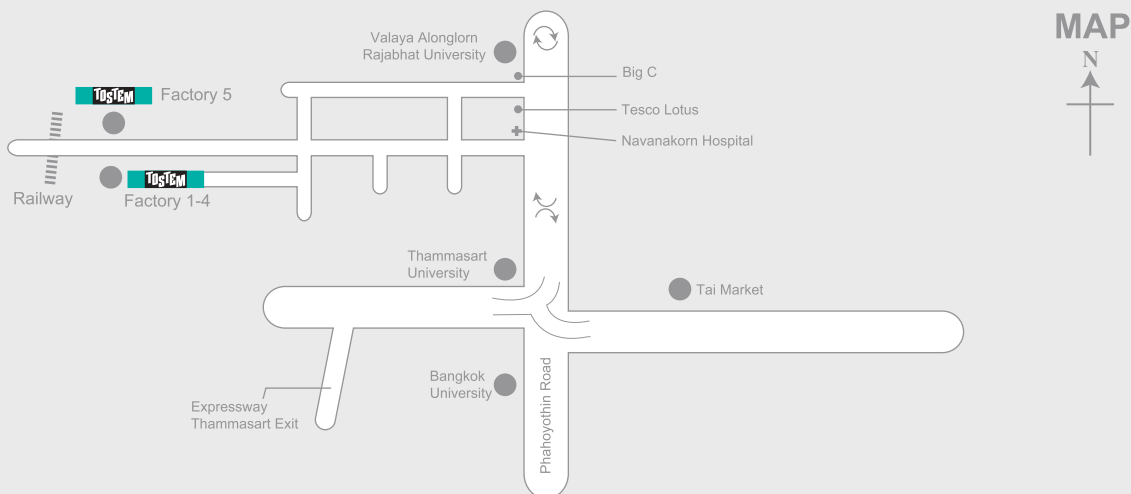 MAP
N
Valaya Alonglorn
Rajabhat University
Big C
TOSTEM Factory 5
Tesco Lotus
Navanakorn Hospital
TOSTEM
Railway
Factory 1-4
Thammasart
University
Tai Market
Bangkok
University
Phahoyothin Road
Expressway
Thammasart Exit